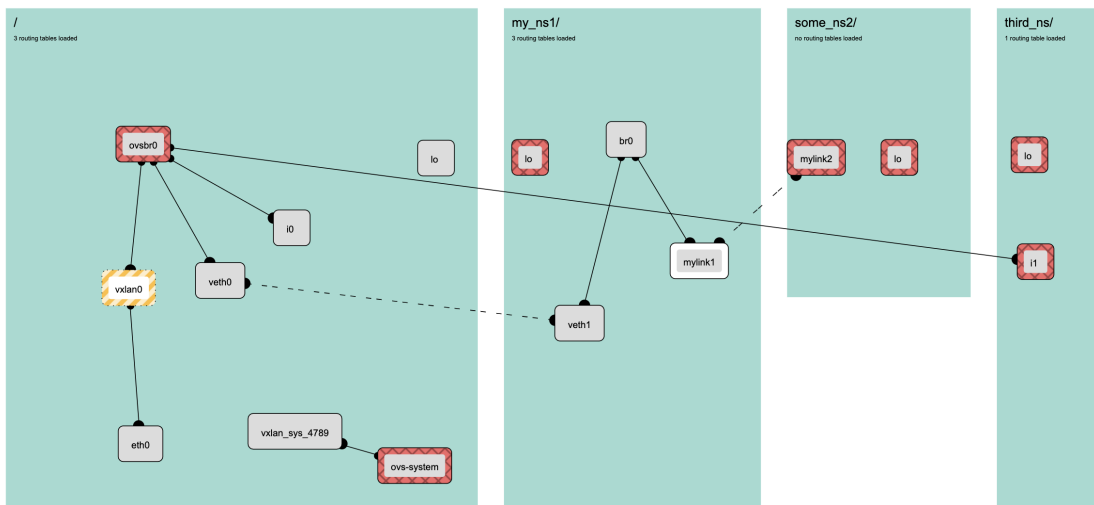 /
3 routing tables loaded
my_ns1/
3 routing tables loaded
some_ns2/
no routing tables loaded
third_ns/
1 routing table loaded
ovsbr0
lo
lo
br0
mylink2
lo
lo
i0
vxlan0
veth0
mylink1
i1
veth1
eth0
vxlan_sys_4789
ovs-system